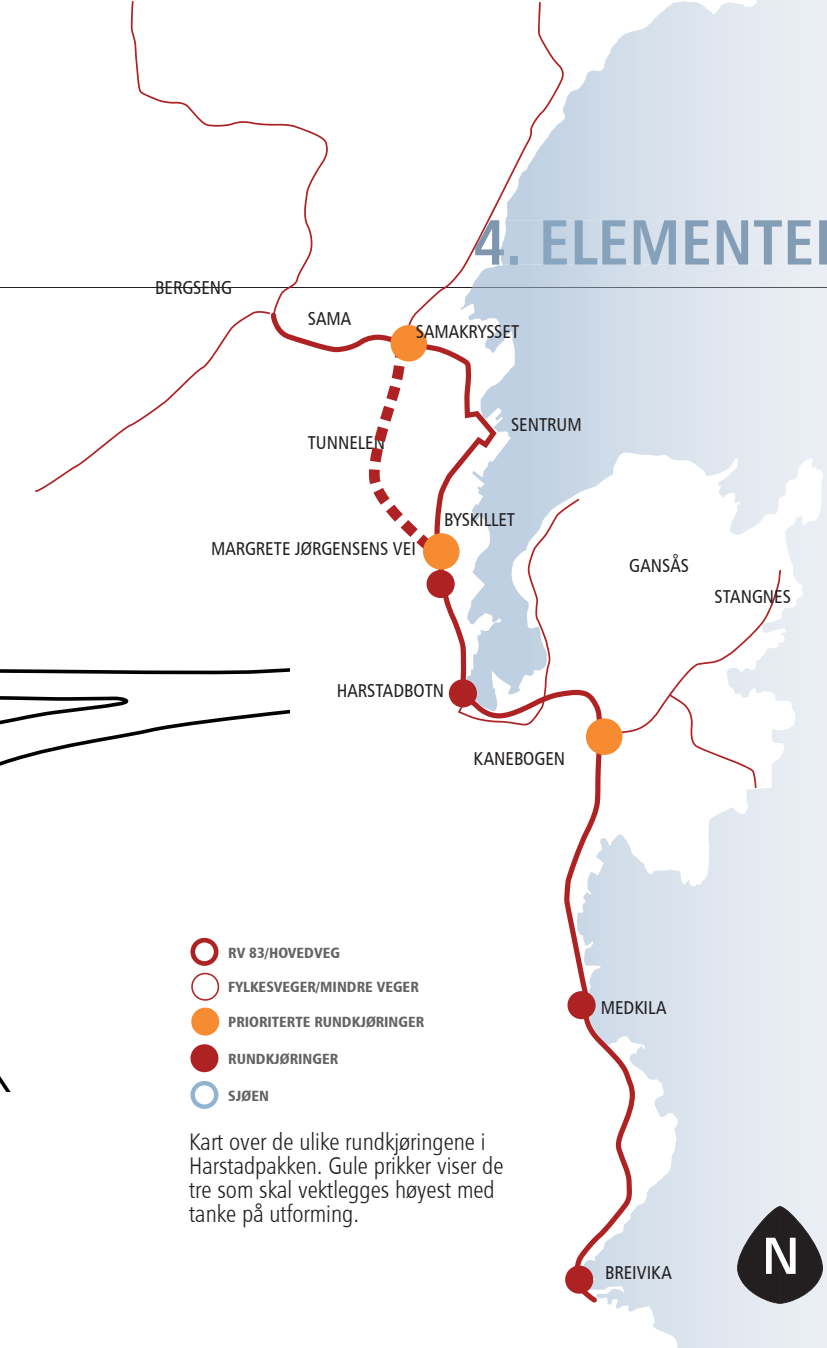 4. ELEMENTE
BERGSENG
SAMA
SAMAKRYSSET
SENTRUM
TUNNELEN
BYSKILLET
MARGRETE JØRGENSENS VEI
GANSÅS
STANGNES
HARSTADBOTN
KANEBOGEN
RV 83/HOVEDVEG
FYLKESVEGER/MINDRE VEGER
PRIORITERTE RUNDKJØRINGER
RUNDKJØRINGER
SJØEN
MEDKILA
Kart over de ulike rundkjøringene i
Harstadpakken. Gule prikker viser de
tre som skal vektlegges høyest med
tanke på utforming.
BREIVIKA
N